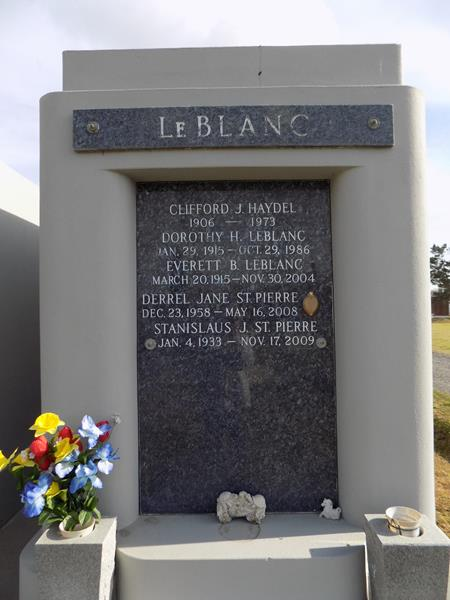 LEBLANC
CLIFFORD J. HAYDEL
1906 — 1973
DOROTHY H. LEBLANC
JAN. 29, 1915 – OCT. 29, 1986
EVERETT B. LEBLANC
MARCH 20, 1915 – NOV. 30, 2004
DERREL JANE ST. PIERRE
DEC. 23, 1958 – MAY 16, 2008
STANISLAUS J. ST. PIERRE
JAN. 4, 1933 – NOV. 17, 2009